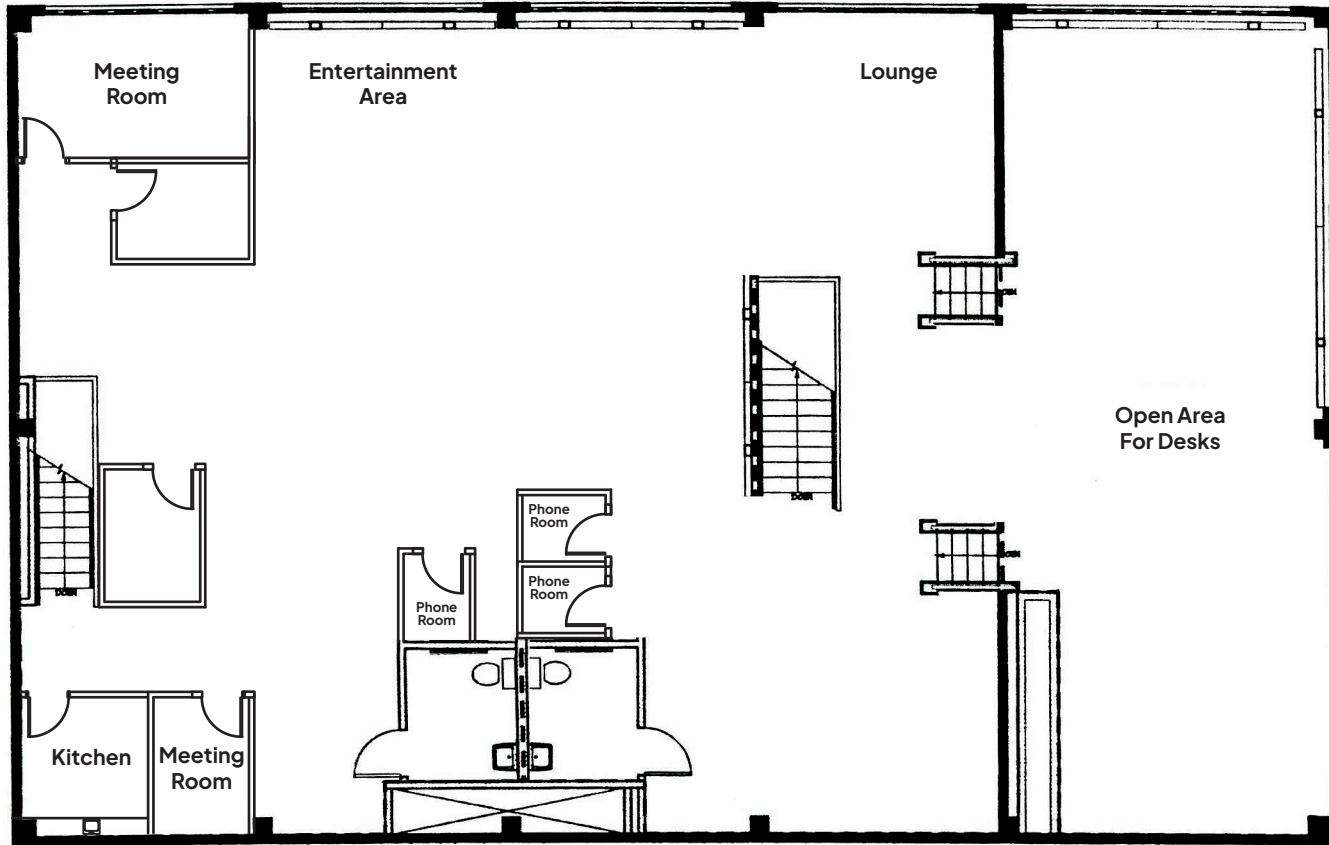 Meeting
Room
Entertainment
Area
Lounge
Open Area
For Desks
Phone
Room
Phone
Room
Phone
Room
Kitchen
Meeting
Room